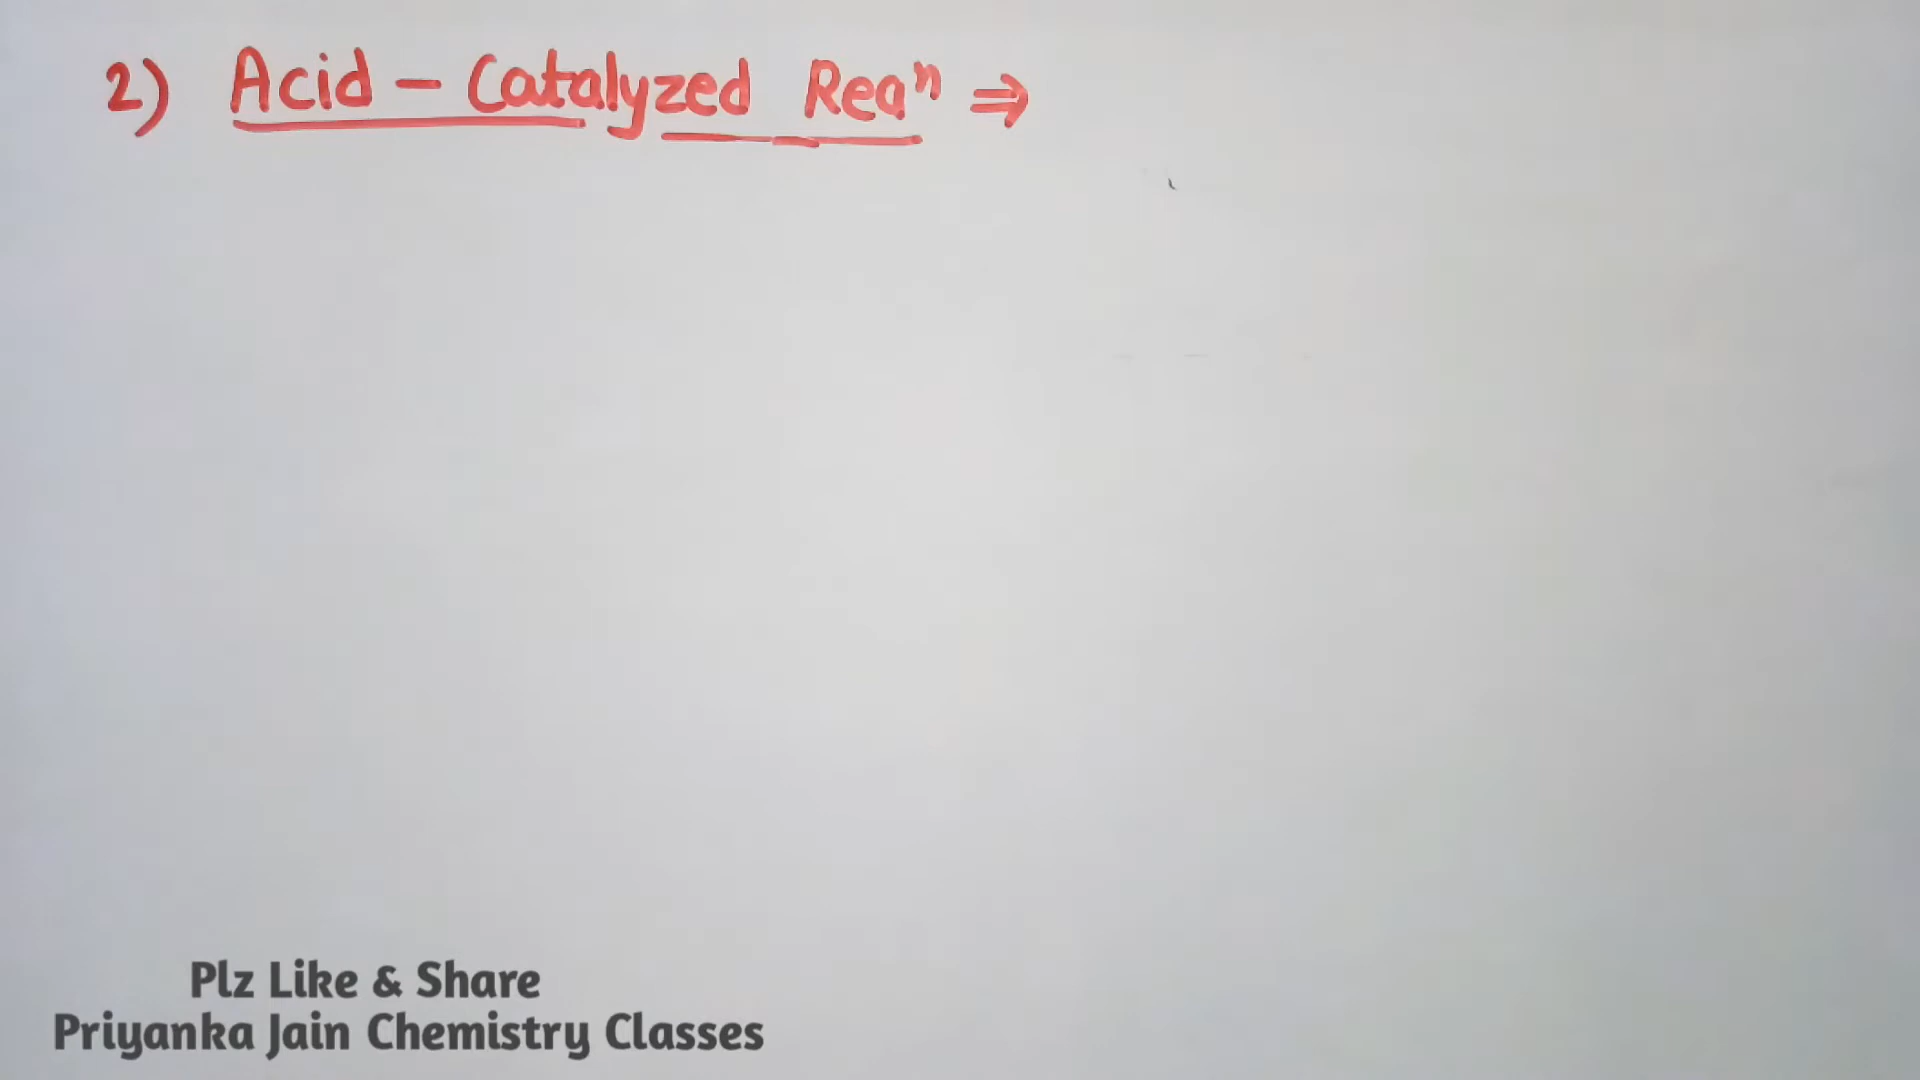 2) Acid - Catalyzed Reaⁿ ⇒
Plz Like & Share
Priyanka Jain Chemistry Classes